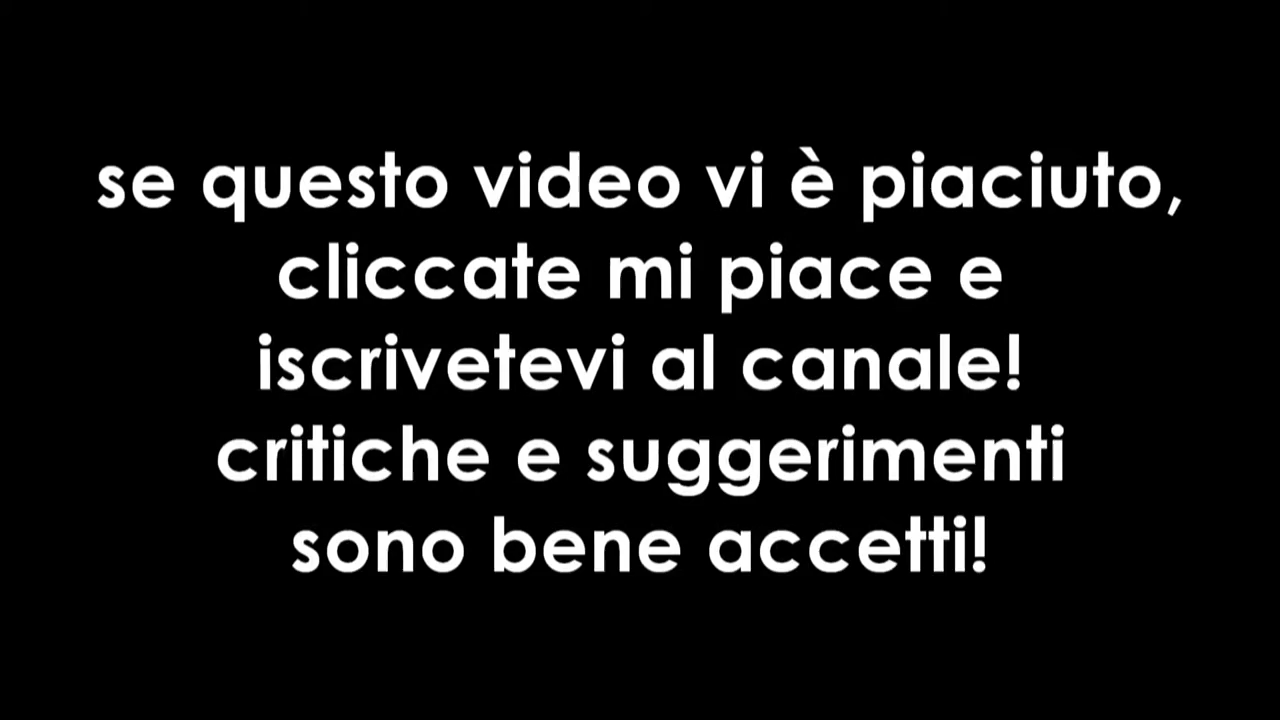 se questo video vi è piaciuto,
cliccate mi piace e
iscrivetevi al canale!
critiche e suggerimenti
sono bene accetti!